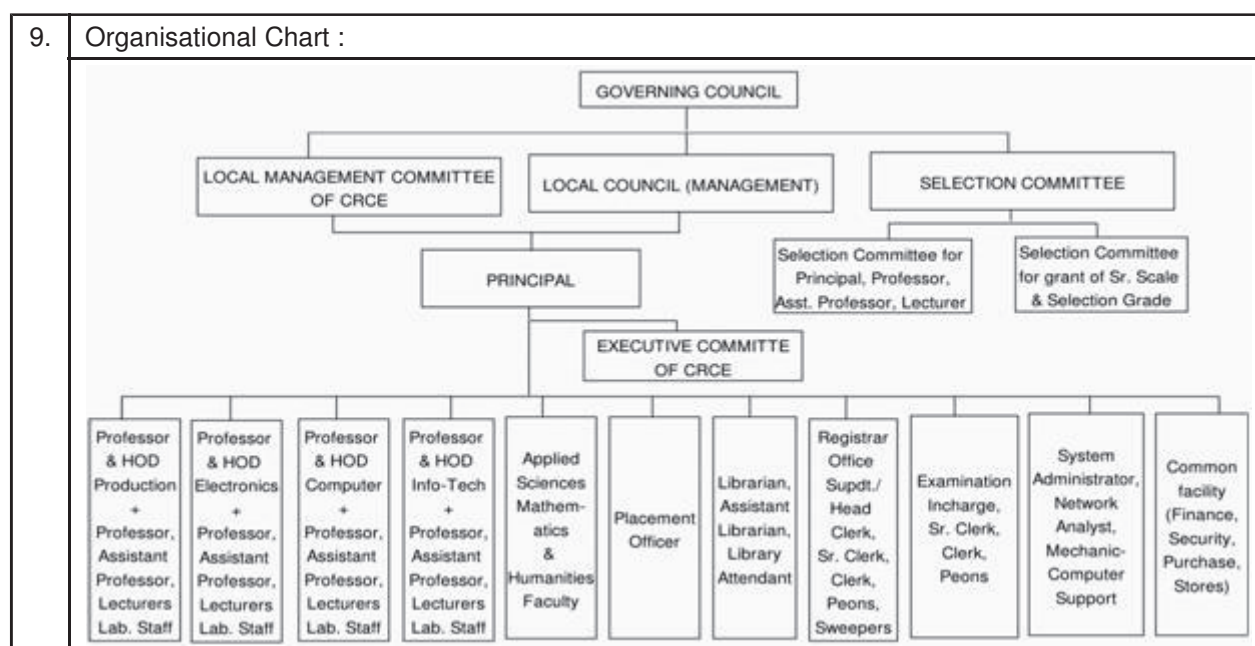 9. Organisational Chart :
GOVERNING COUNCIL
LOCAL MANAGEMENT COMMITTEE
OF CRCE
LOCAL COUNCIL (MANAGEMENT)
SELECTION COMMITTEE
PRINCIPAL
Selection Committee for
Principal, Professor,
Asst. Professor, Lecturer
Selection Committee
for grant of Sr. Scale
& Selection Grade
EXECUTIVE COMMITTE
OF CRCE
Professor
& HOD
Production
+
Professor,
Assistant
Professor,
Lecturers
Lab. Staff
Professor
& HOD
Electronics
+
Professor,
Assistant
Professor,
Lecturers
Lab. Staff
Professor
& HOD
Computer
+
Professor,
Assistant
Professor,
Lecturers
Lab. Staff
Professor
& HOD
Info-Tech
+
Professor,
Assistant
Professor,
Lecturers
Lab. Staff
Applied
Sciences
Mathem-
atics
&
Humanities
Faculty
Placement
Officer
Librarian,
Assistant
Librarian,
Library
Attendant
Registrar
Office
Supdt./
Head
Clerk,
Sr. Clerk,
Clerk,
Peons,
Sweepers
Examination
Incharge,
Sr. Clerk,
Clerk,
Peons
System
Administrator,
Network
Analyst,
Mechanic-
Computer
Support
Common
facility
(Finance,
Security,
Purchase,
Stores)